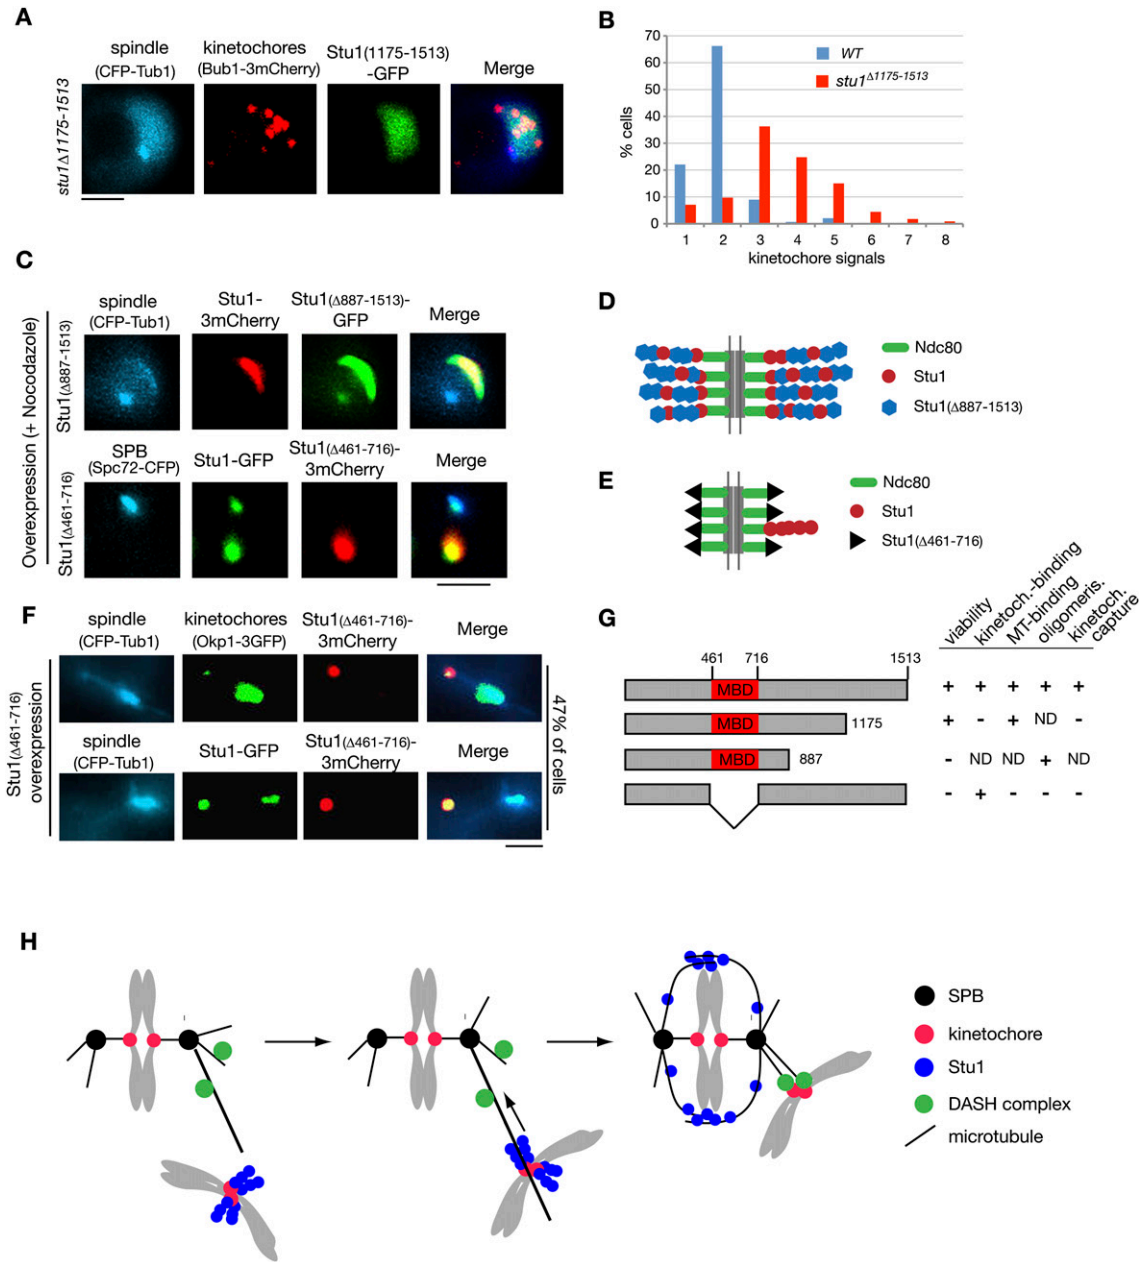 A
spindle
(CFP-Tub1)
kinetochores
(Bub1-3mCherry)
Stu1(1175-1513)
-GFP
Merge
stu1Δ1175-1513
B
70
60
50
40
30
20
10
0
% cells
WT
stu1Δ1175-1513
1 2 3 4 5 6 7 8
kinetochore signals
C
Overexpression (+ Nocodazole)
Stu1(Δ887-1513)
spindle
(CFP-Tub1)
Stu1-
3mCherry
Stu1(Δ887-1513)-
GFP
Merge
Stu1(Δ461-716)
SPB
(Spc72-CFP)
Stu1-GFP
Stu1(Δ461-716)-
3mCherry
Merge
D
Ndc80
Stu1
Stu1(Δ887-1513)
E
Ndc80
Stu1
Stu1(Δ461-716)
F
Stu1(Δ461-716)
overexpression
spindle
(CFP-Tub1)
kinetochores
(Okp1-3GFP)
Stu1(Δ461-716)-
3mCherry
Merge
spindle
(CFP-Tub1)
Stu1-GFP
Stu1(Δ461-716)-
3mCherry
Merge
47% of cells
G
viability
kinetoch.-binding
MT-binding
oligomeris.
kinetoch.
capture
461 716 1513
MBD
+ + + + +
MBD
1175
+ - + ND -
MBD
887
- ND ND + ND
- + - - -
H
SPB
kinetochore
Stu1
DASH complex
microtubule